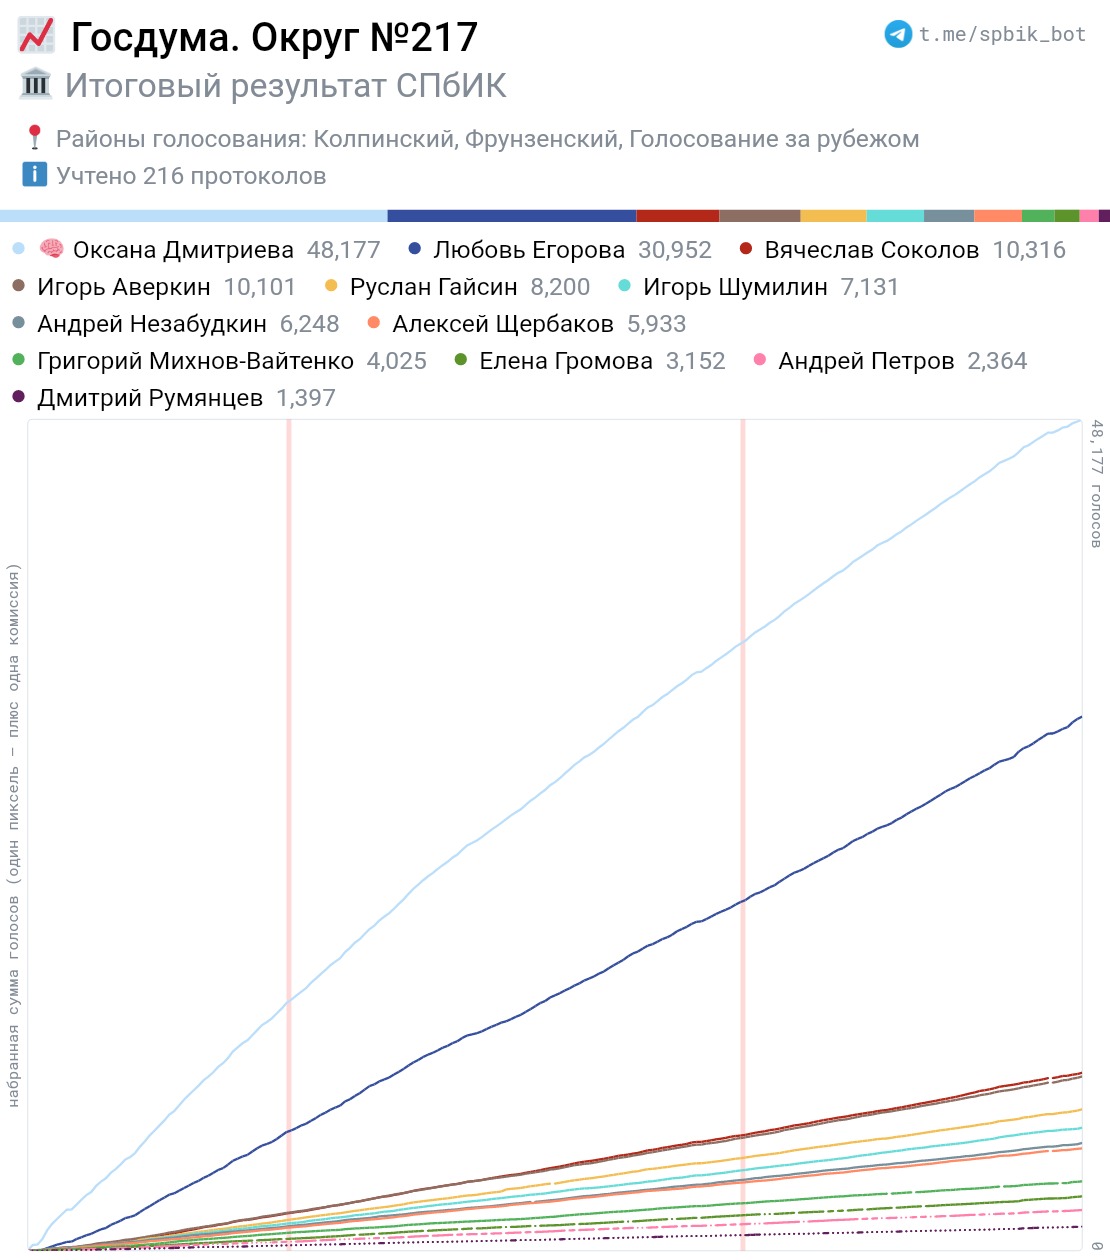 Госдума. Округ №217
t.me/spbik_bot
Итоговый результат СПбИК
Районы голосования: Колпинский, Фрунзенский, Голосование за рубежом
Учтено 216 протоколов
Оксана Дмитриева 48,177 Любовь Егорова 30,952 Вячеслав Соколов 10,316
Игорь Аверкин 10,101 Руслан Гайсин 8,200 Игорь Шумилин 7,131
Андрей Незабудкин 6,248 Алексей Щербаков 5,933
Григорий Михнов-Вайтенко 4,025 Елена Громова 3,152 Андрей Петров 2,364
Дмитрий Румянцев 1,397
48,177 голосов
набранная сумма голосов (один пиксель — плюс одна комиссия)
0